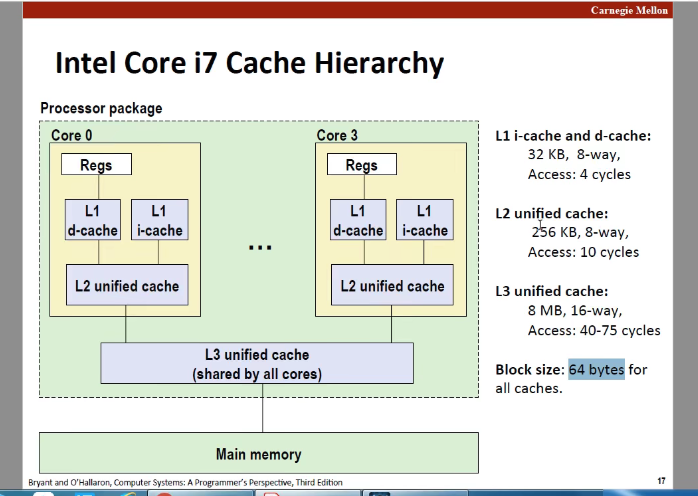 Carnegie Mellon
Intel Core i7 Cache Hierarchy
Processor package
Core 0
Regs
L1
d-cache
L1
i-cache
L2 unified cache
...
Core 3
Regs
L1
d-cache
L1
i-cache
L2 unified cache
L3 unified cache
(shared by all cores)
Main memory
L1 i-cache and d-cache:
32 KB, 8-way,
Access: 4 cycles
L2 unified cache:
256 KB, 8-way,
Access: 10 cycles
L3 unified cache:
8 MB, 16-way,
Access: 40-75 cycles
Block size: 64 bytes for
all caches.
Bryant and O'Hallaron, Computer Systems: A Programmer's Perspective, Third Edition
17